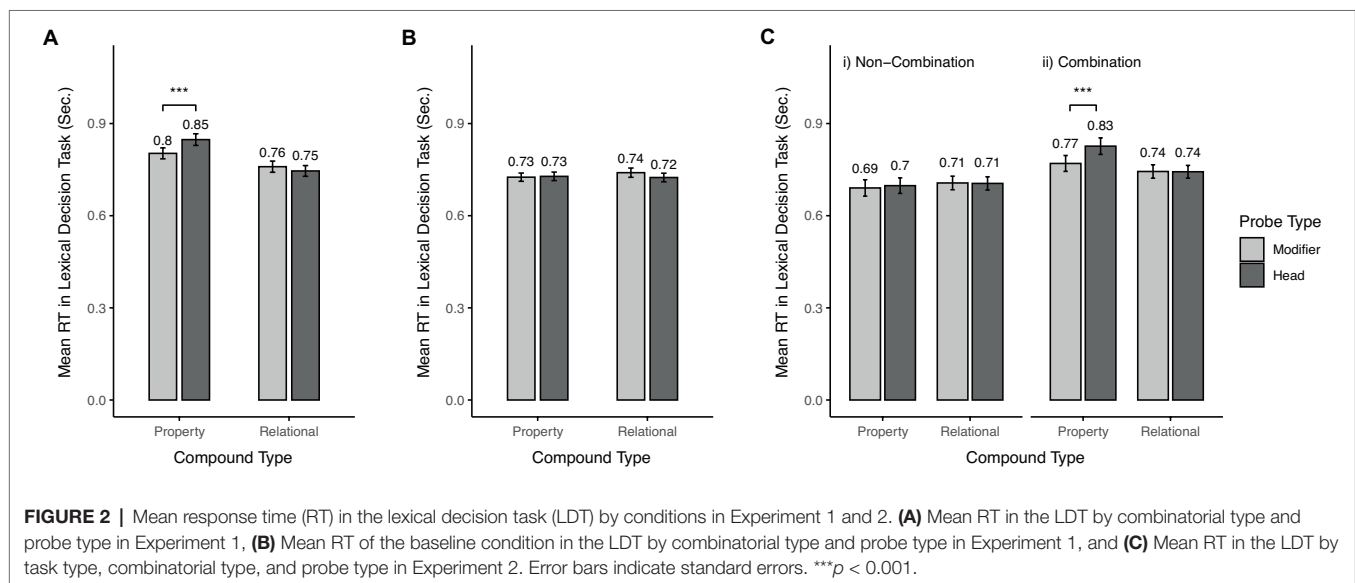 A
B
C
i) Non-Combination
ii) Combination
Mean RT in Lexical Decision Task (Sec.)
0.9
0.6
0.3
0.0
***
0.8
0.85
0.76
0.75
Property
Relational
Compound Type
Mean RT in Lexical Decision Task (Sec.)
0.9
0.6
0.3
0.0
0.73
0.73
0.74
0.72
Property
Relational
Compound Type
Mean RT in Lexical Decision Task (Sec.)
0.9
0.6
0.3
0.0
0.69
0.7
0.71
0.71
***
0.77
0.83
0.74
0.74
Property
Relational
Property
Relational
Compound Type
Probe Type
Modifier
Head
FIGURE 2 | Mean response time (RT) in the lexical decision task (LDT) by conditions in Experiment 1 and 2. (A) Mean RT in the LDT by combinatorial type and
probe type in Experiment 1, (B) Mean RT of the baseline condition in the LDT by combinatorial type and probe type in Experiment 1, and (C) Mean RT in the LDT by
task type, combinatorial type, and probe type in Experiment 2. Error bars indicate standard errors. ***p < 0.001.